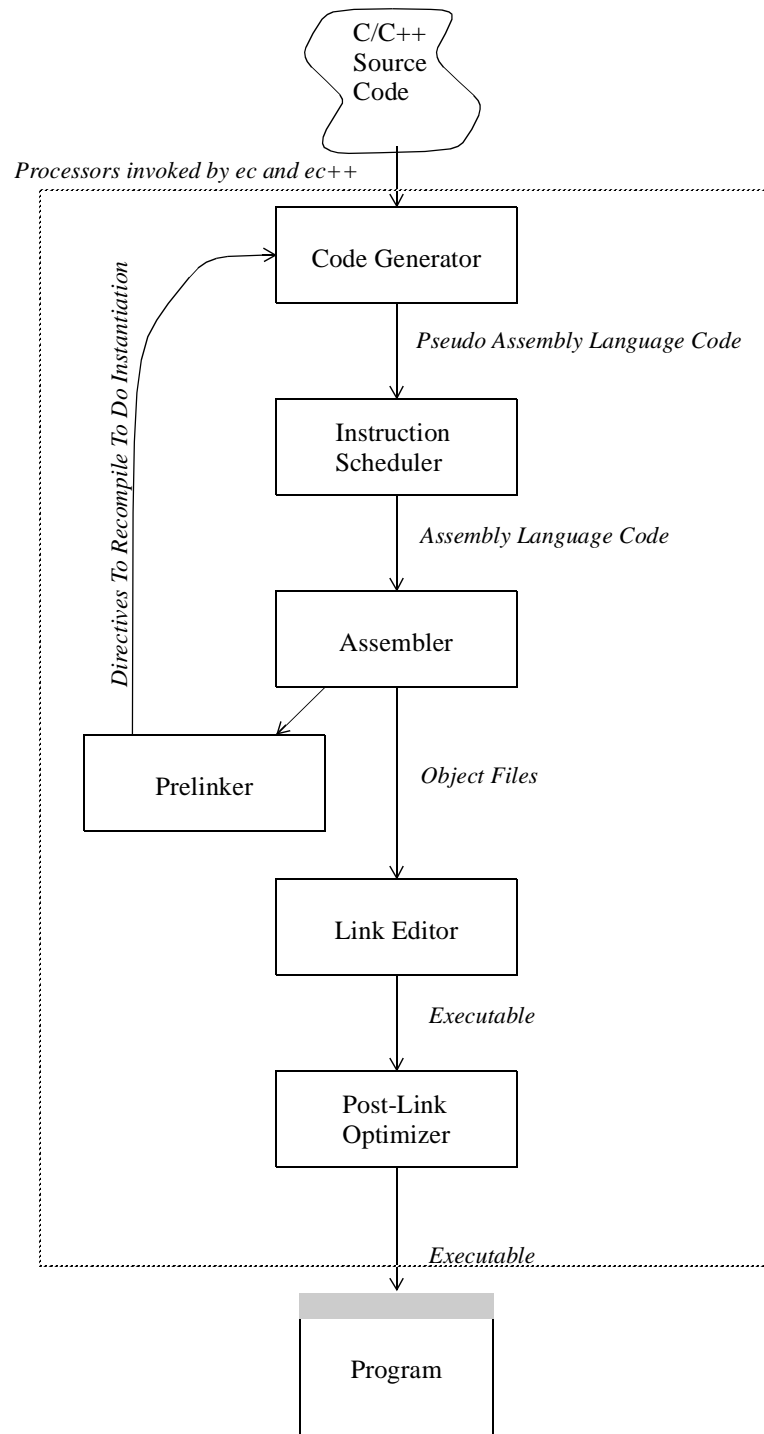 C/C++
Source
Code
Processors invoked by ec and ec++
Code Generator
Pseudo Assembly Language Code
Directives To Recompile To Do Instantiation
Instruction
Scheduler
Assembly Language Code
Assembler
Prelinker
Object Files
Link Editor
Executable
Post-Link
Optimizer
Executable
Program